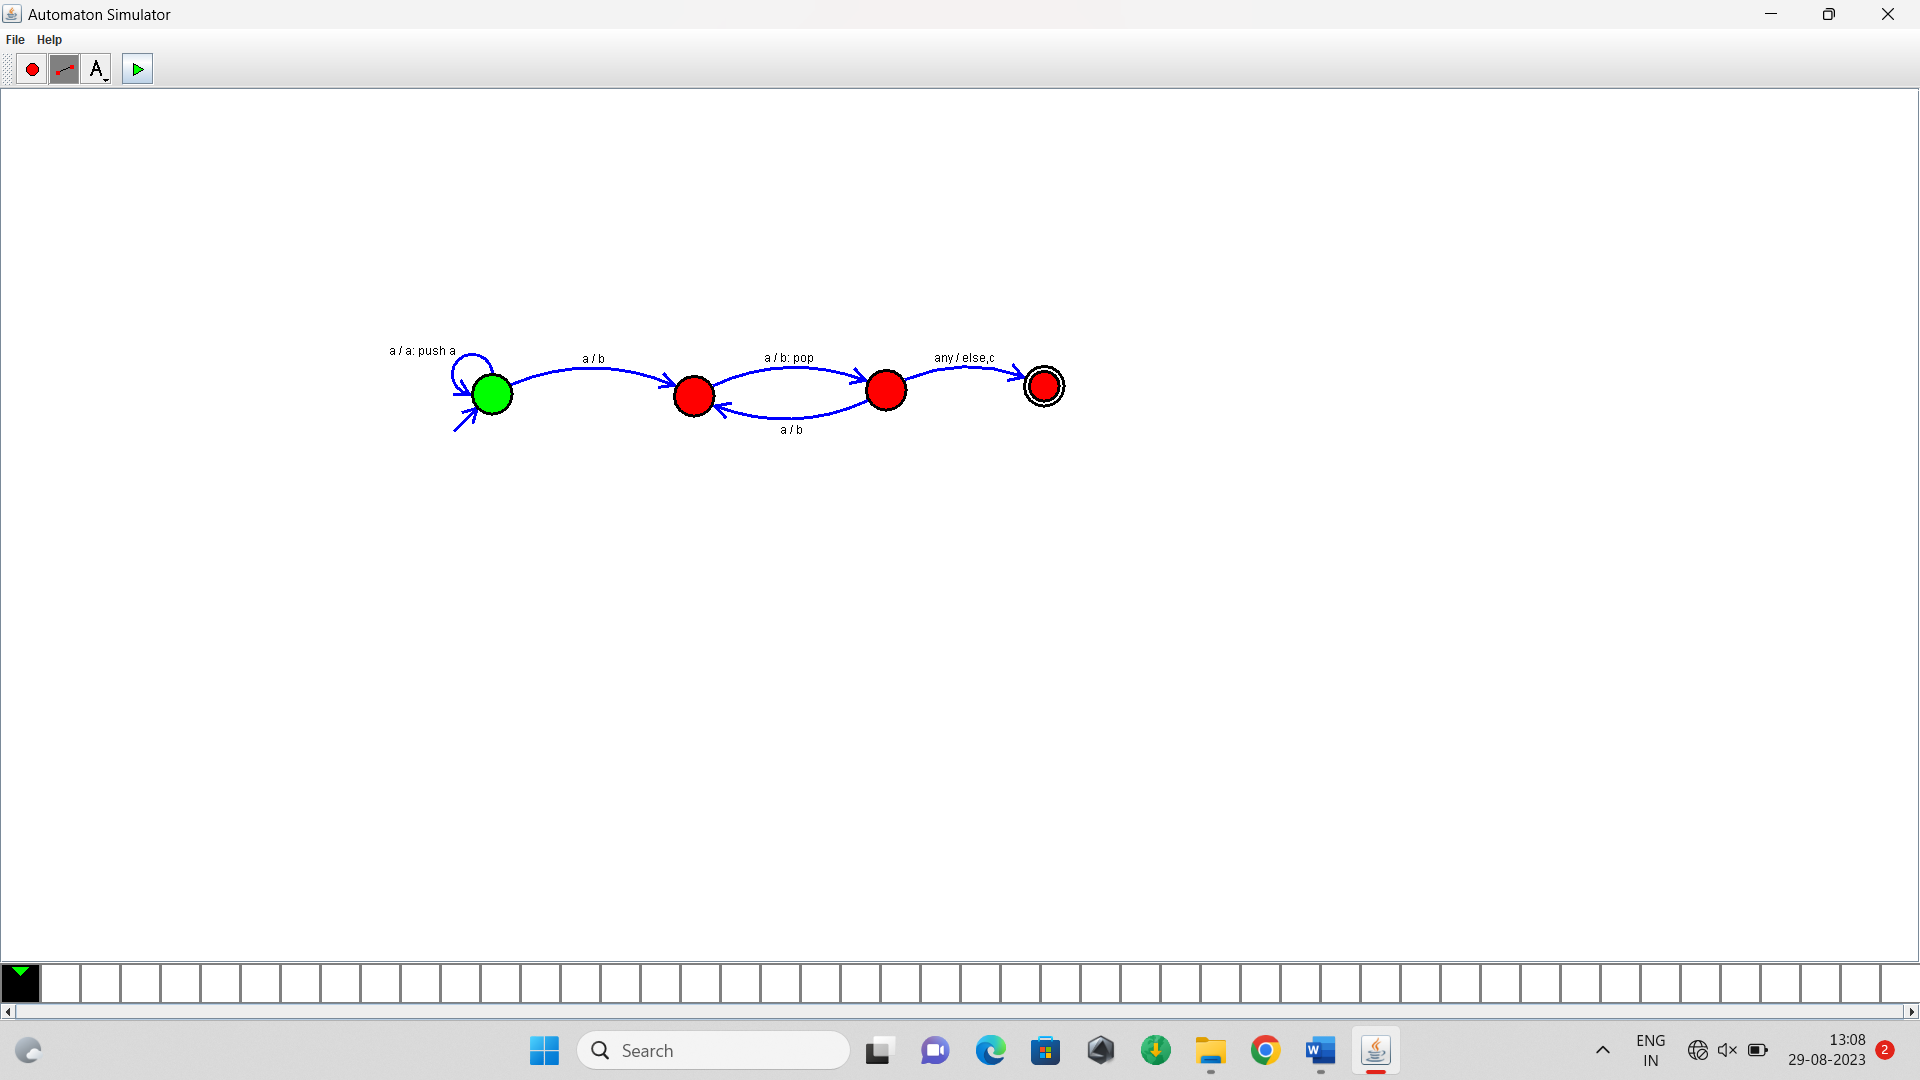 Automaton Simulator
File Help
A
a / a: push a
a / b
a / b: pop
any / else,c
a / b
Search
W
ENG
IN
13:08
29-08-2023
2